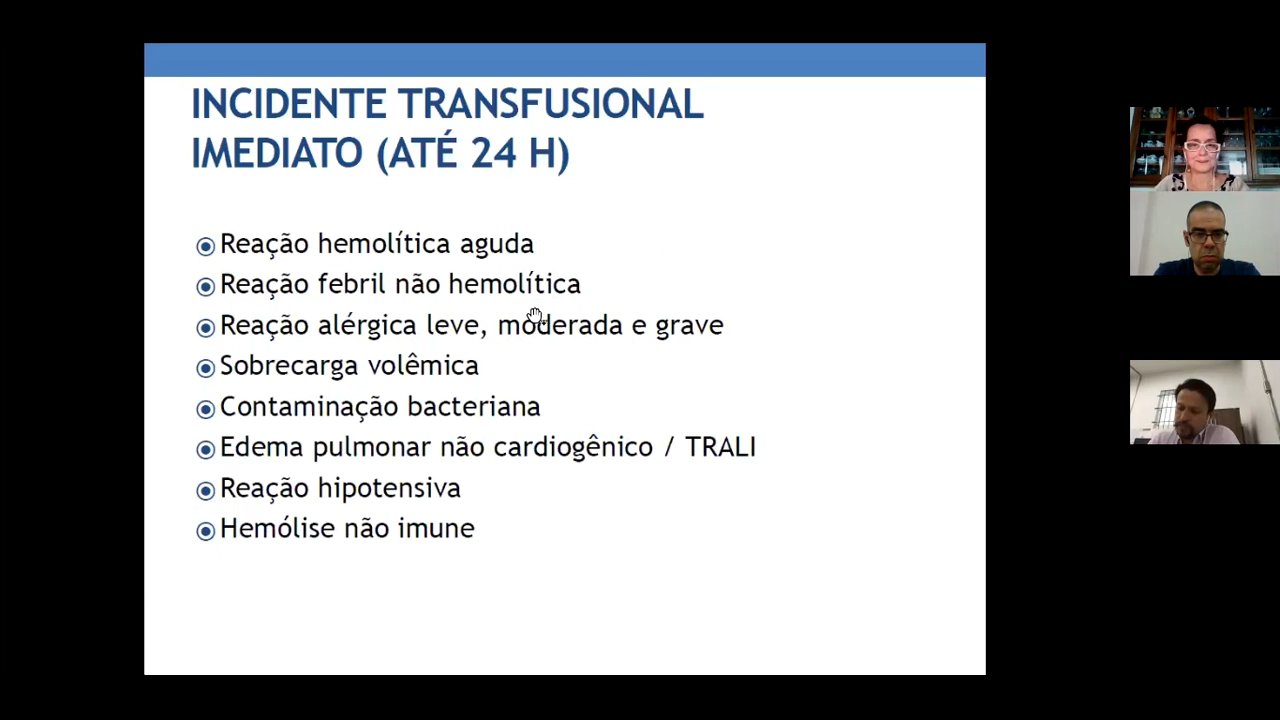 INCIDENTE TRANSFUSIONAL
IMEDIATO (ATÉ 24 H)
Reação hemolítica aguda
Reação febril não hemolítica
Reação alérgica leve, moderada e grave
Sobrecarga volêmica
Contaminação bacteriana
Edema pulmonar não cardiogênico / TRALI
Reação hipotensiva
Hemólise não imune